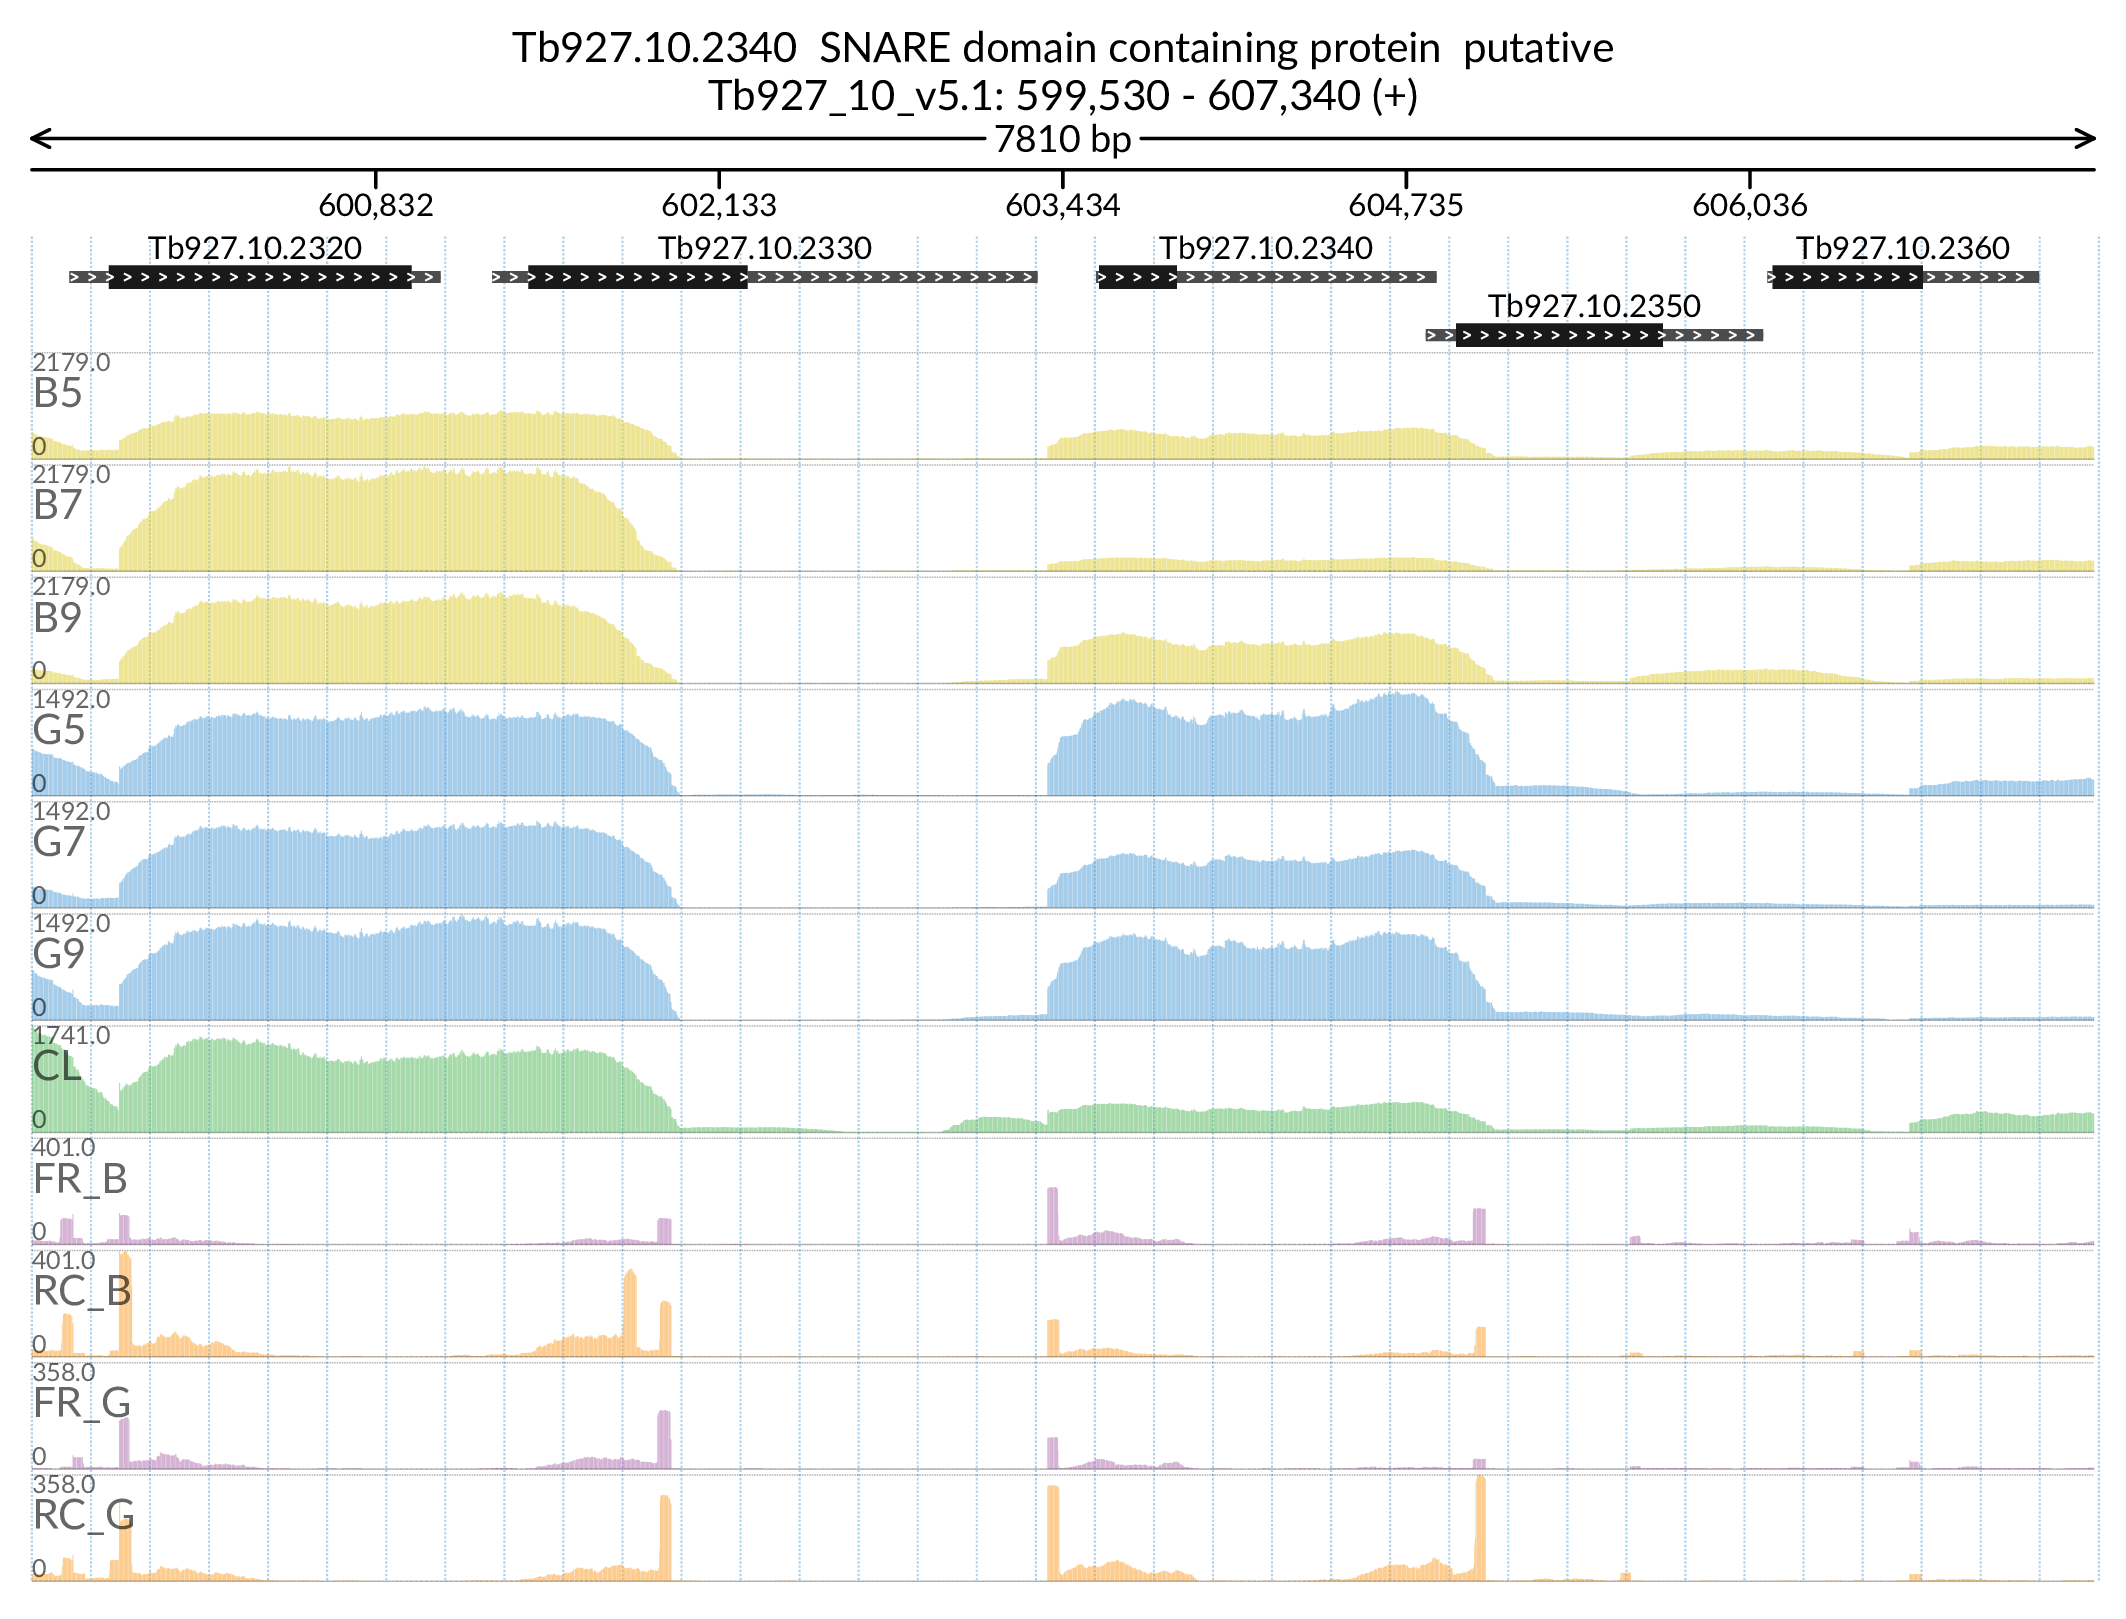 Tb927.10.2340  SNARE domain containing protein  putative
Tb927_10_v5.1: 599,530 - 607,340 (+)
7810 bp
600,832 602,133 603,434 604,735 606,036
Tb927.10.2320 Tb927.10.2330 Tb927.10.2340 Tb927.10.2360
Tb927.10.2350
2179.0
B5
0
2179.0
B7
0
2179.0
B9
0
1492.0
G5
0
1492.0
G7
0
1492.0
G9
0
1741.0
CL
0
401.0
FR_B
0
401.0
RC_B
0
358.0
FR_G
0
358.0
RC_G
0